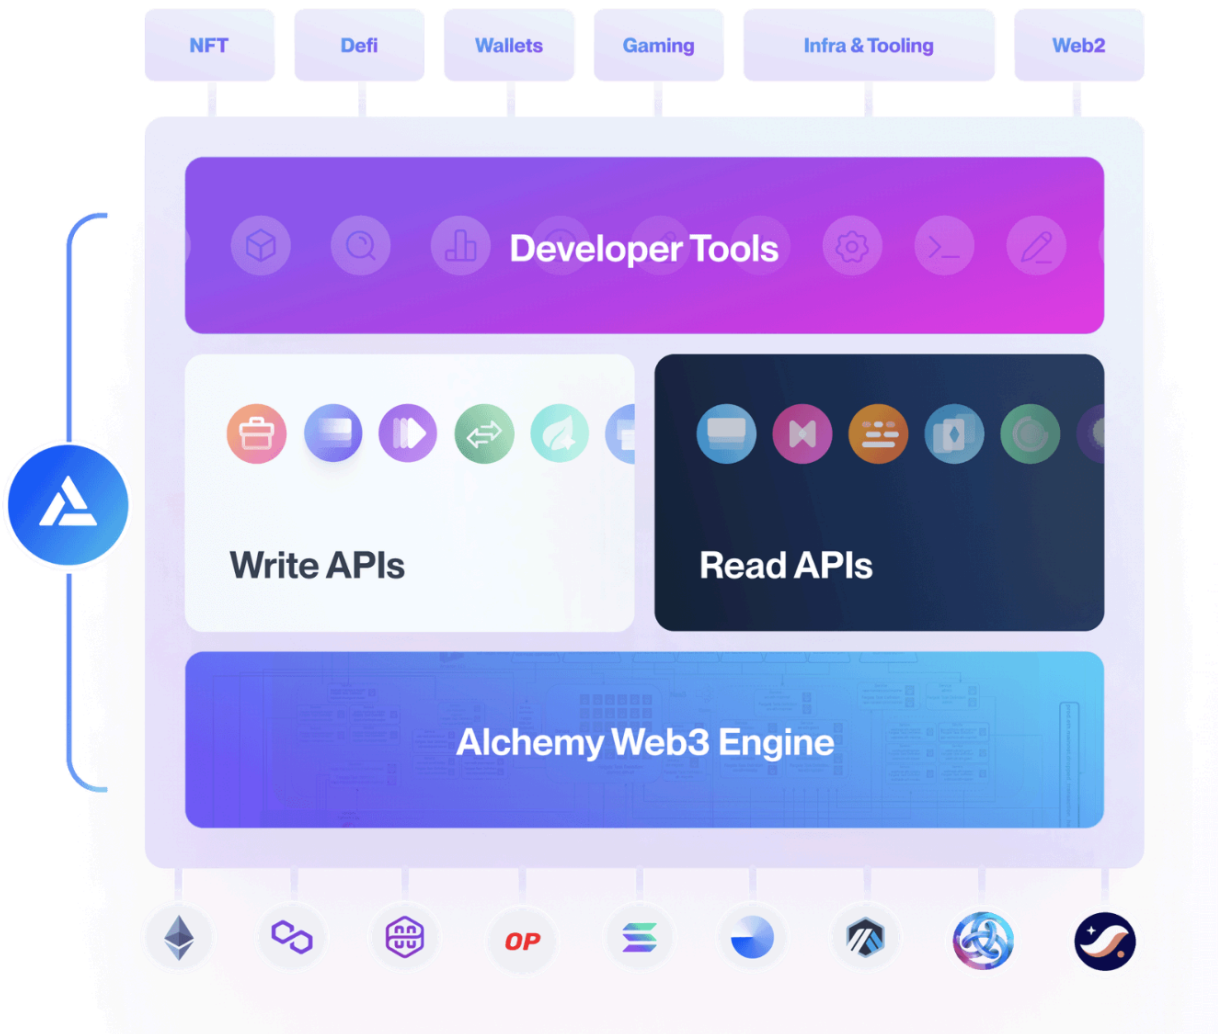 NFT
Defi
Wallets
Gaming
Infra & Tooling
Web2
Developer Tools
Write APIs
Read APIs
Alchemy Web3 Engine
OP